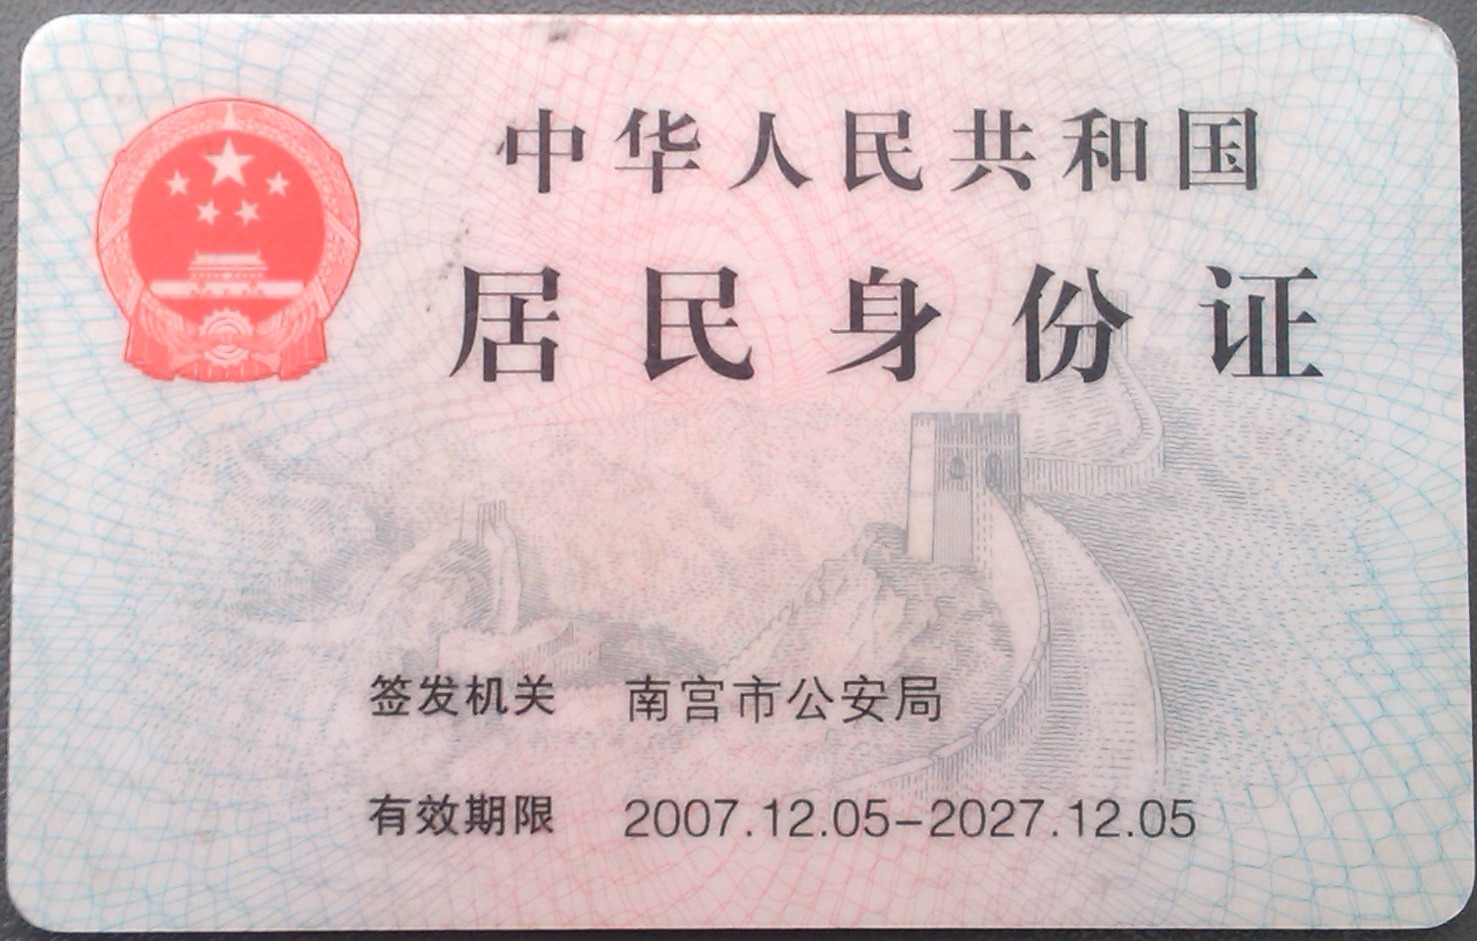 中华人民共和国
居民身份证
签发机关 南宫市公安局
有效期限 2007.12.05-2027.12.05